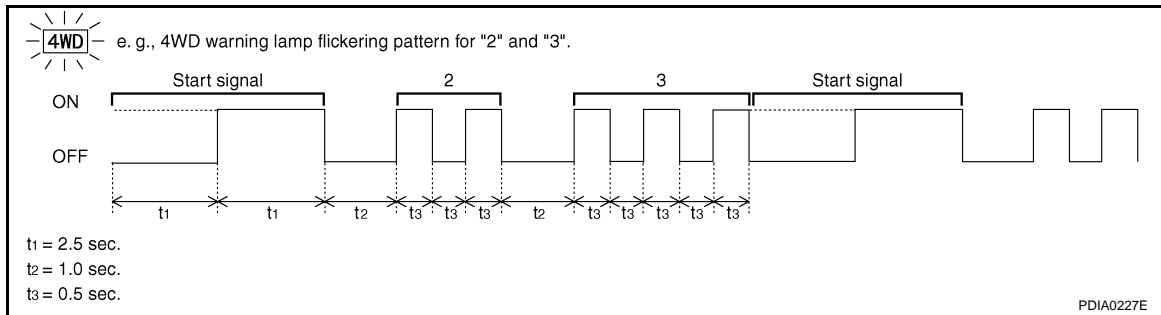 4WD e. g., 4WD warning lamp flickering pattern for "2" and "3".
Start signal 2 3 Start signal
ON
OFF
t1 t1 t2 t3 t3 t3 t2 t3 t3 t3 t3 t3
t1 = 2.5 sec.
t2 = 1.0 sec.
t3 = 0.5 sec.
PDIA0227E